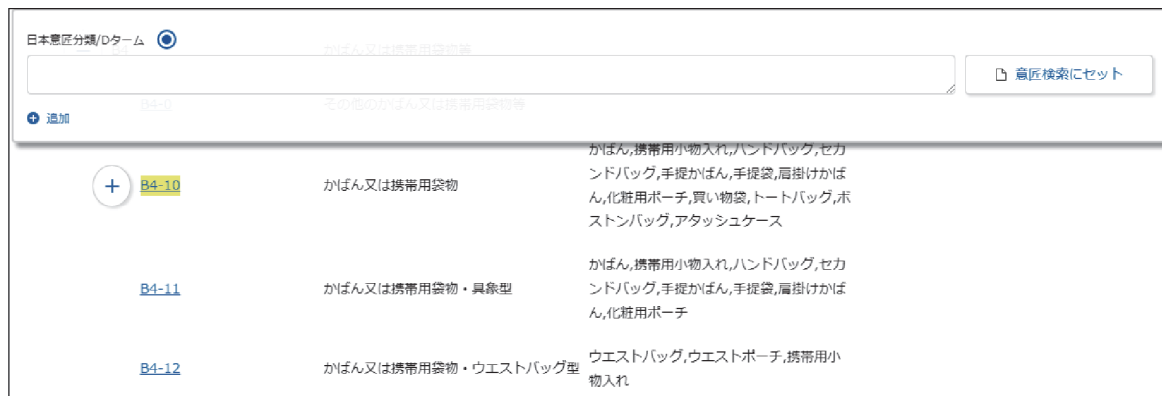 日本意匠分類/Dターム
かばん又は携帯用袋物等
意匠検索にセット
B4-0 その他のかばん又は携帯用袋物等
追加
B4-10 かばん又は携帯用袋物 かばん,携帯用小物入れ,ハンドバッグ,セカ
ンドバッグ,手提かばん,手提袋,肩掛けかば
ん,化粧用ポーチ,買い物袋,トートバッグ,ボ
ストンバッグ,アタッシュケース
B4-11 かばん又は携帯用袋物・具象型 かばん,携帯用小物入れ,ハンドバッグ,セカ
ンドバッグ,手提かばん,手提袋,肩掛けかば
ん,化粧用ポーチ
B4-12 かばん又は携帯用袋物・ウエストバッグ型 ウエストバッグ,ウエストポーチ,携帯用小
物入れ